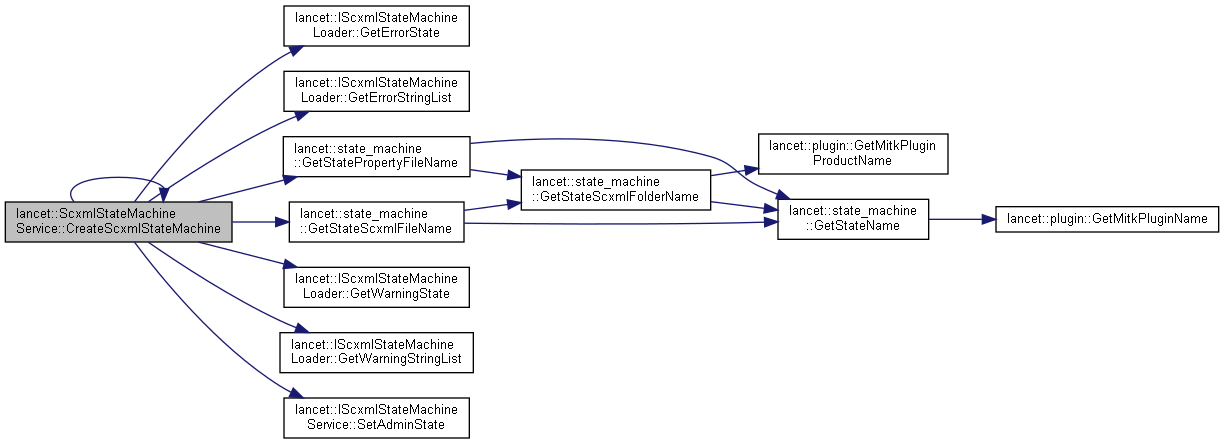 lancet::IScxmlStateMachine
Loader::GetErrorState
lancet::IScxmlStateMachine
Loader::GetErrorStringList
lancet::state_machine
::GetStatePropertyFileName
lancet::plugin::GetMitkPlugin
ProductName
lancet::state_machine
::GetStateScxmlFolderName
lancet::ScxmlStateMachine
Service::CreateScxmlStateMachine
lancet::state_machine
::GetStateScxmlFileName
lancet::state_machine
::GetStateName
lancet::plugin::GetMitkPluginName
lancet::IScxmlStateMachine
Loader::GetWarningState
lancet::IScxmlStateMachine
Loader::GetWarningStringList
lancet::IScxmlStateMachine
Service::SetAdminState